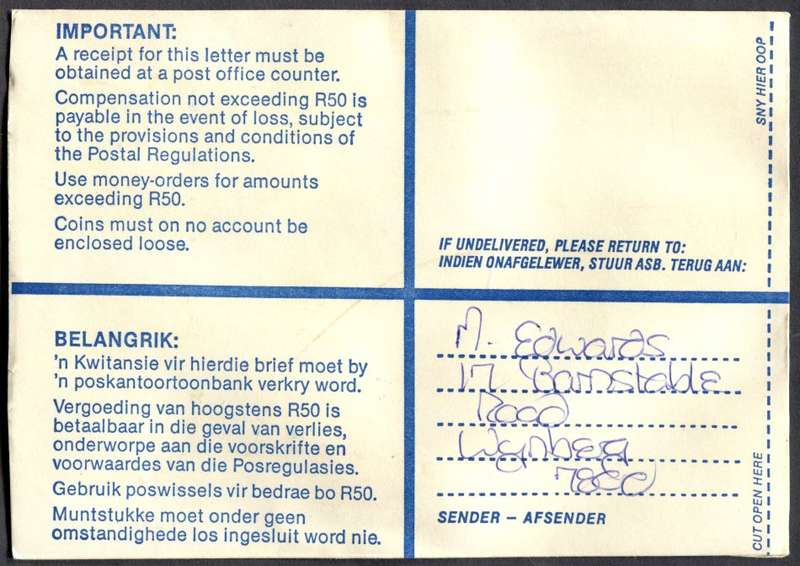 IMPORTANT:
A receipt for this letter must be
obtained at a post office counter.
Compensation not exceeding R50 is
payable in the event of loss, subject
to the provisions and conditions of
the Postal Regulations.
Use money-orders for amounts
exceeding R50.
Coins must on no account be
enclosed loose.
IF UNDELIVERED, PLEASE RETURN TO:
INDIEN ONAFGELEWER, STUUR ASB. TERUG AAN:
SNY HIER OOP
BELANGRIK:
'n Kwitansie vir hierdie brief moet by
'n poskantoortoonbank verkry word.
Vergoeding van hoogstens R50 is
betaalbaar in die geval van verlies,
onderworpe aan die voorskrifte en
voorwaardes van die Posregulasies.
Gebruik poswissels vir bedrae bo R50.
Muntstukke moet onder geen
omstandighede los ingesluit word nie.
M. Edwards
17 Barnstable
Road
Wynberg
7800
SENDER – AFSENDER
CUT OPEN HERE